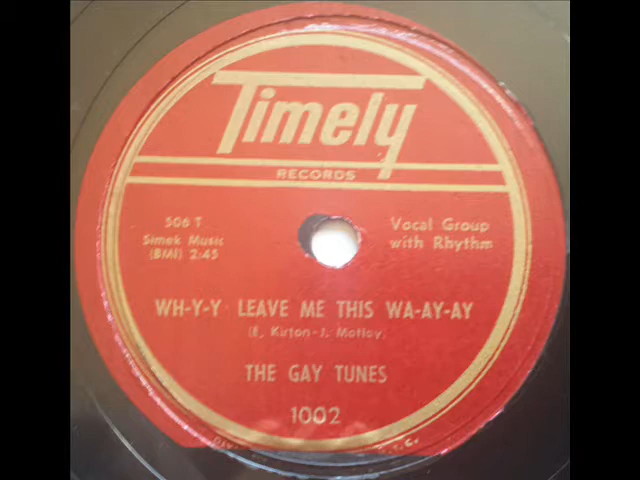 Timely
RECORDS
506 T
Simek Music
(BMI) 2:45
Vocal Group
with Rhythm
WH-Y-Y LEAVE ME THIS WA-AY-AY
(E. Kirton-J. Motley)
THE GAY TUNES
1002